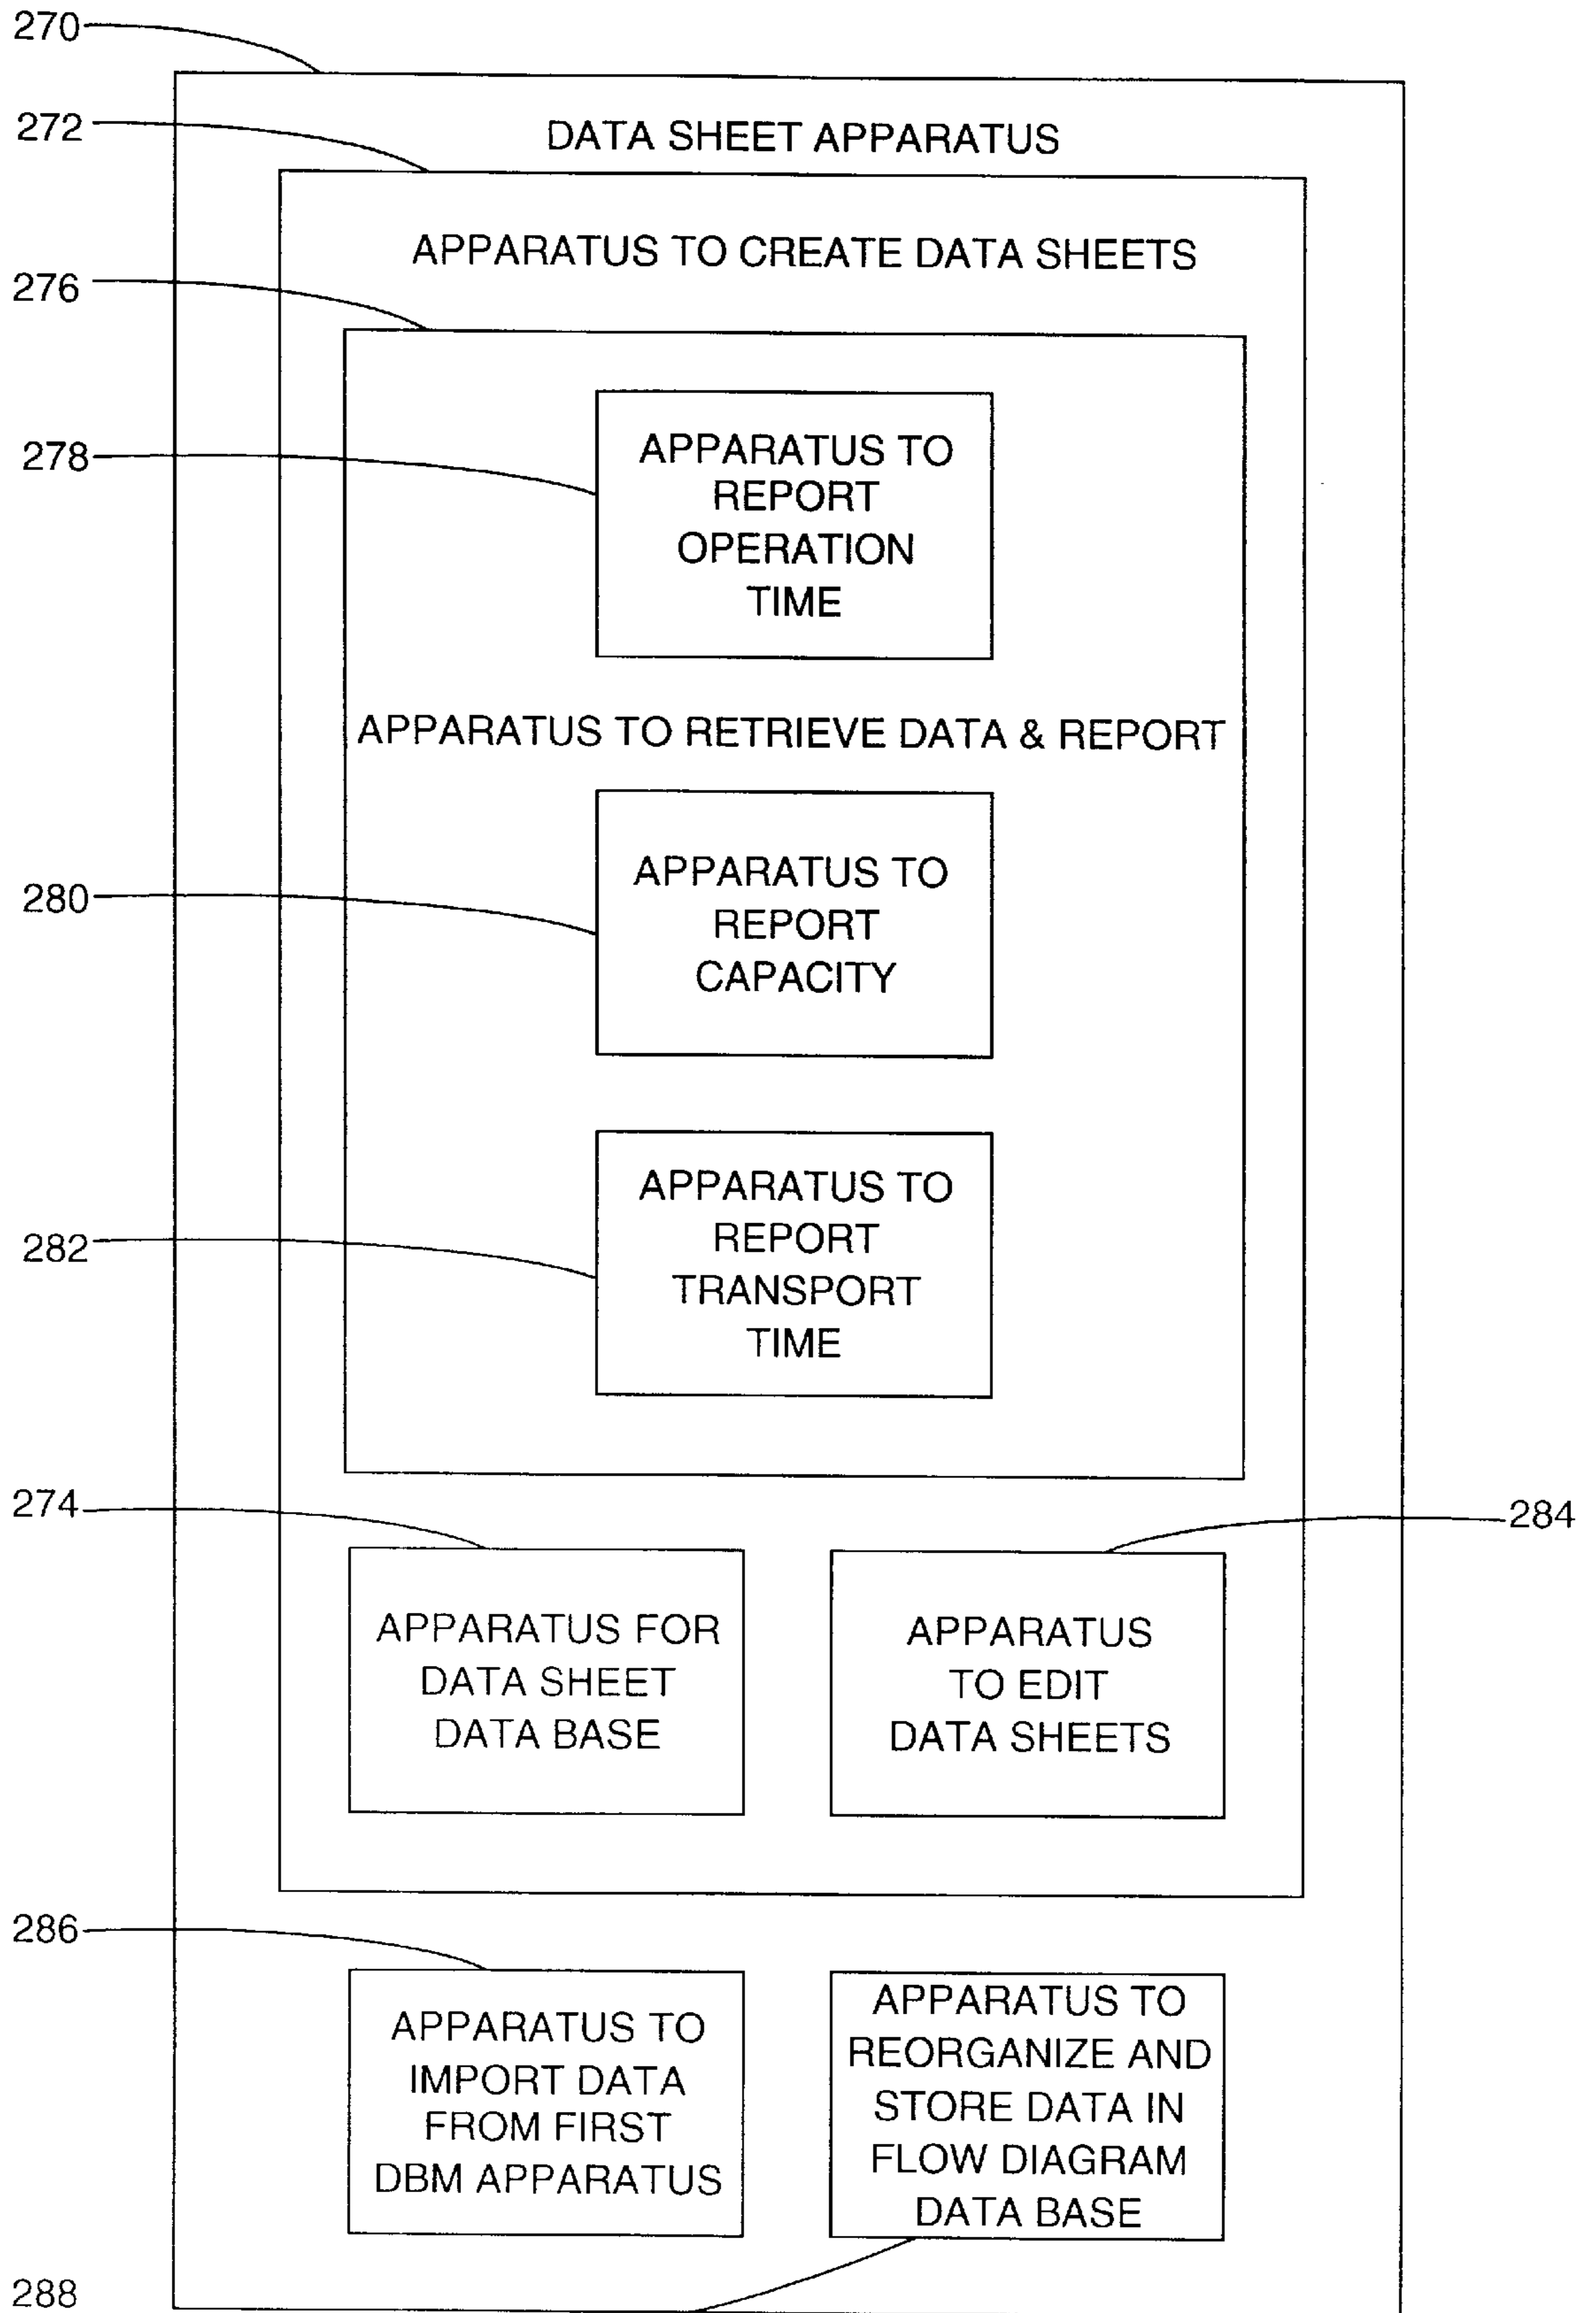 270
272
DATA SHEET APPARATUS
APPARATUS TO CREATE DATA SHEETS
276
278
APPARATUS TO
REPORT
OPERATION
TIME
APPARATUS TO RETRIEVE DATA & REPORT
280
APPARATUS TO
REPORT
CAPACITY
282
APPARATUS TO
REPORT
TRANSPORT
TIME
274
284
APPARATUS FOR
DATA SHEET
DATA BASE
APPARATUS
TO EDIT
DATA SHEETS
286
APPARATUS TO
IMPORT DATA
FROM FIRST
DBM APPARATUS
APPARATUS TO
REORGANIZE AND
STORE DATA IN
FLOW DIAGRAM
DATA BASE
288